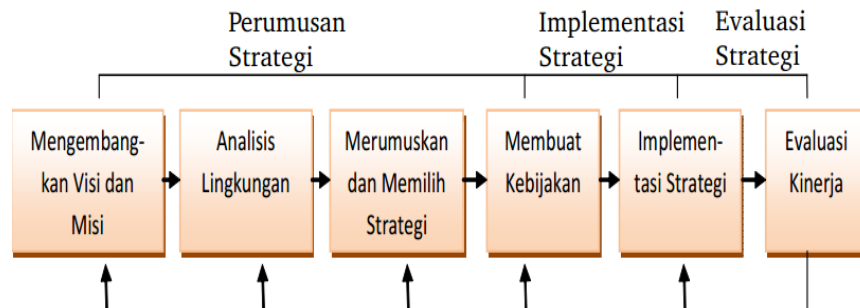 Perumusan
Strategi
Implementasi
Strategi
Evaluasi
Strategi
Mengembang-
kan Visi dan
Misi
Analisis
Lingkungan
Merumuskan
dan Memilih
Strategi
Membuat
Kebijakan
Implemen-
tasi Strategi
Evaluasi
Kinerja